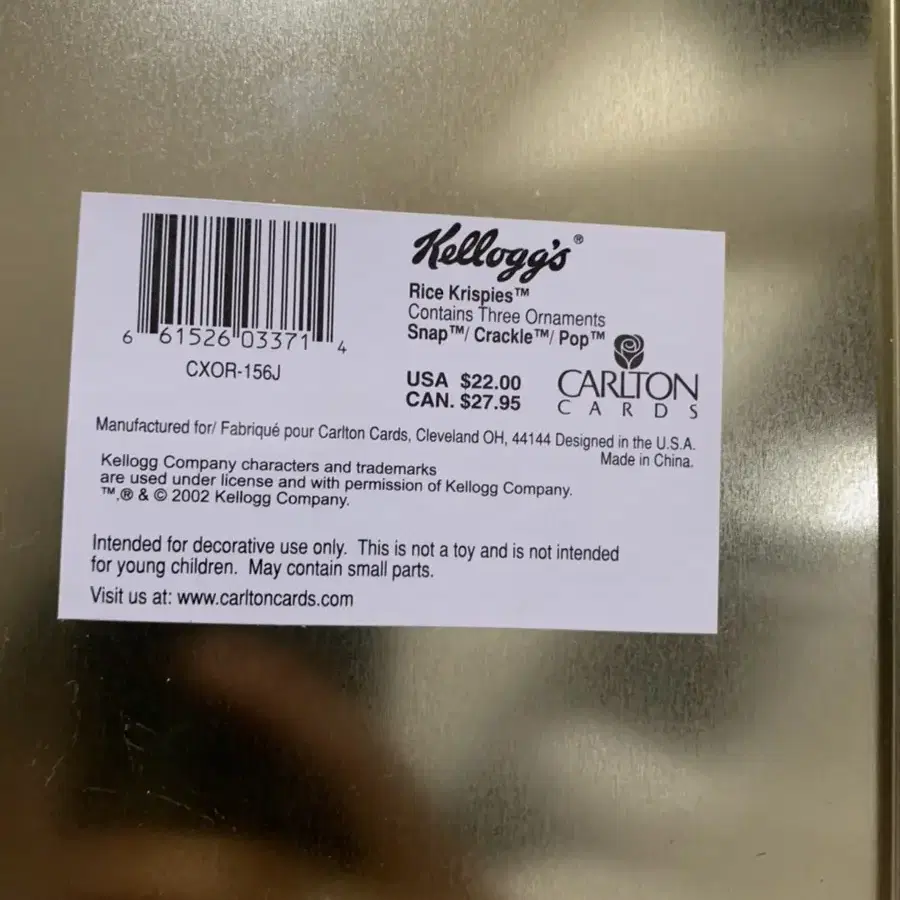 Kellogg's®
Rice Krispies™
Contains Three Ornaments
Snap™/ Crackle™/ Pop™
6 61526 03371 4
CXOR-156J
USA $22.00
CAN. $27.95
CARLTON
CARDS
Manufactured for/ Fabriqué pour Carlton Cards, Cleveland OH, 44144 Designed in the U.S.A.
Made in China.
Kellogg Company characters and trademarks
are used under license and with permission of Kellogg Company.
™,® & © 2002 Kellogg Company.
Intended for decorative use only. This is not a toy and is not intended
for young children. May contain small parts.
Visit us at: www.carltoncards.com